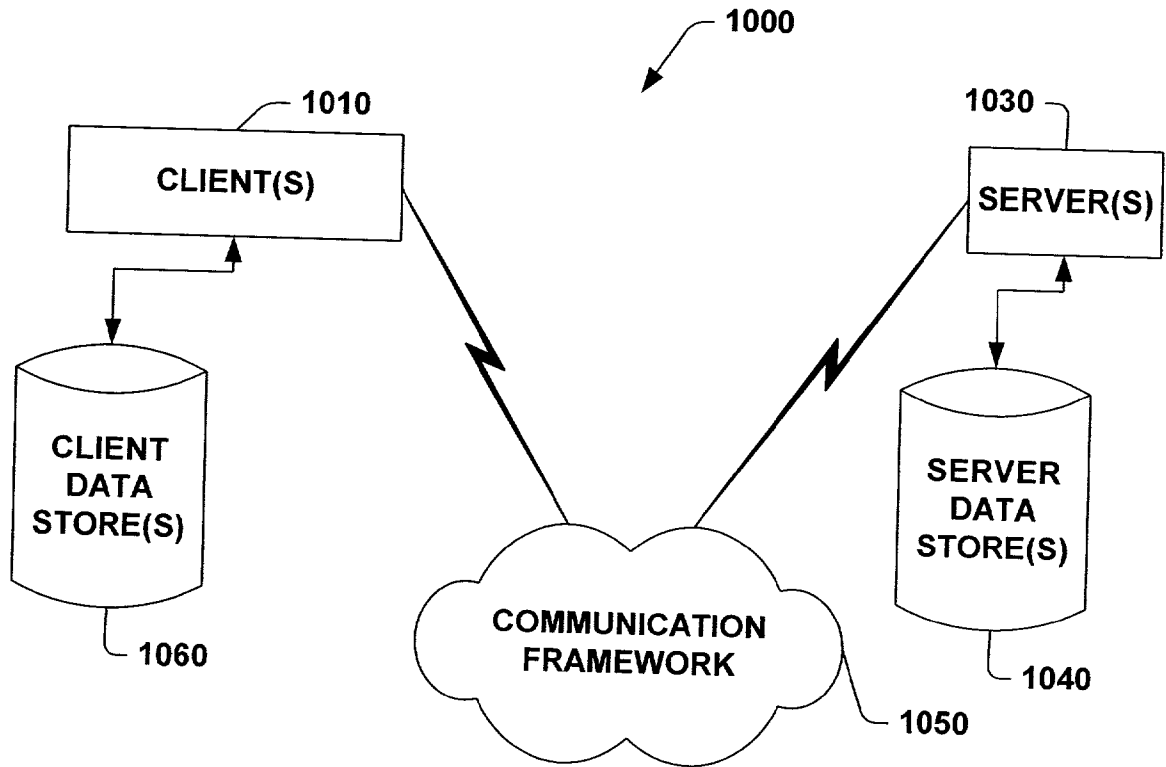 1000
1010
CLIENT(S)
1030
SERVER(S)
CLIENT
DATA
STORE(S)
1060
SERVER
DATA
STORE(S)
1040
COMMUNICATION
FRAMEWORK
1050